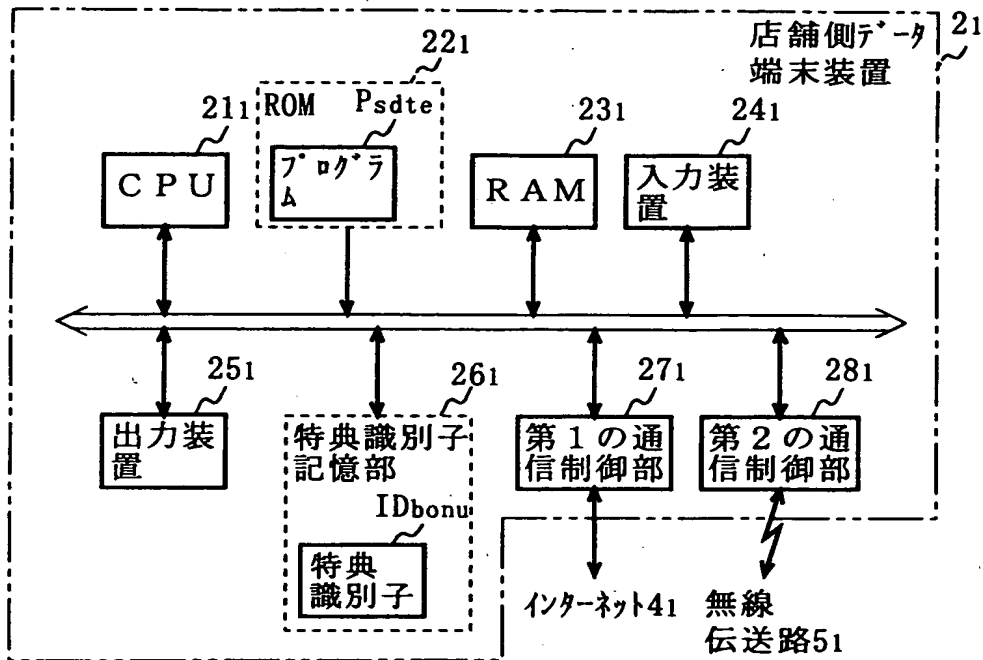 店舗側データ
端末装置
21
221
ROM Psdte
プログラ
ム
211
CPU
231
RAM
241
入力装
置
251
出力装
置
261
特典識別子
記憶部
IDbonu
特典
識別子
271
第1の通
信制御部
281
第2の通
信制御部
インターネット41
無線
伝送路51